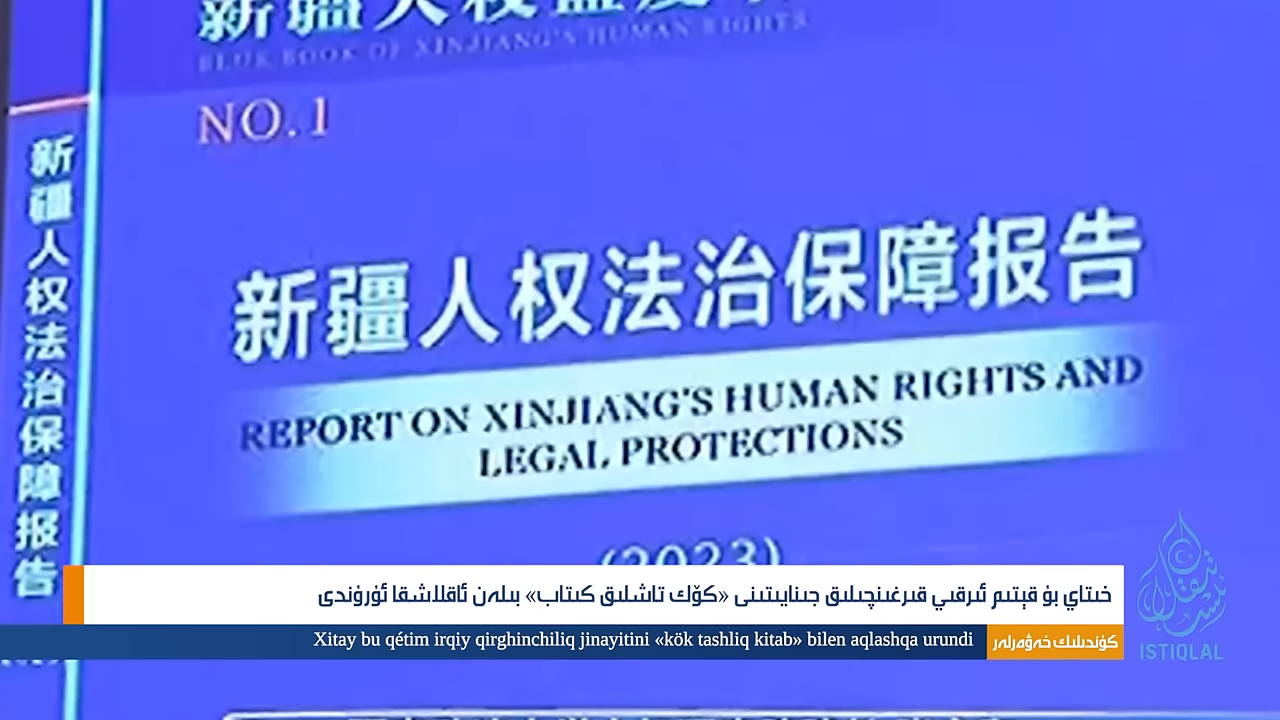 新疆人权蓝皮书
BLUE BOOK OF XINJIANG'S HUMAN RIGHTS
NO.1
新疆人权法治保障报告
新疆人权法治保障报告
REPORT ON XINJIANG'S HUMAN RIGHTS AND
LEGAL PROTECTIONS
(2023)
خىتاي بۇ قېتىم ئىرقىي قىرغىنچىلىق جىنايىتىنى «كۆك تاشلىق كىتاب» بىلەن ئاقلاشقا ئۇرۇندى
Xitay bu qétim irqiy qirghinchiliq jinayitini «kök tashliq kitab» bilen aqlashqa urundi
كۈندىلىك خەۋەرلەر
ISTIQLAL